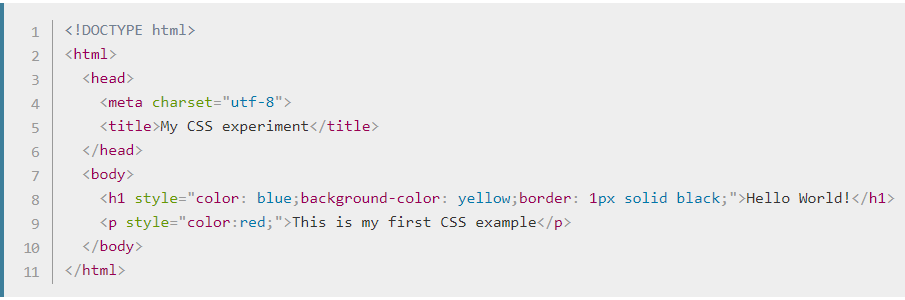 1 <!DOCTYPE html>
2 <html>
3   <head>
4     <meta charset="utf-8">
5     <title>My CSS experiment</title>
6   </head>
7   <body>
8     <h1 style="color: blue;background-color: yellow;border: 1px solid black;">Hello World!</h1>
9     <p style="color:red;">This is my first CSS example</p>
10   </body>
11 </html>